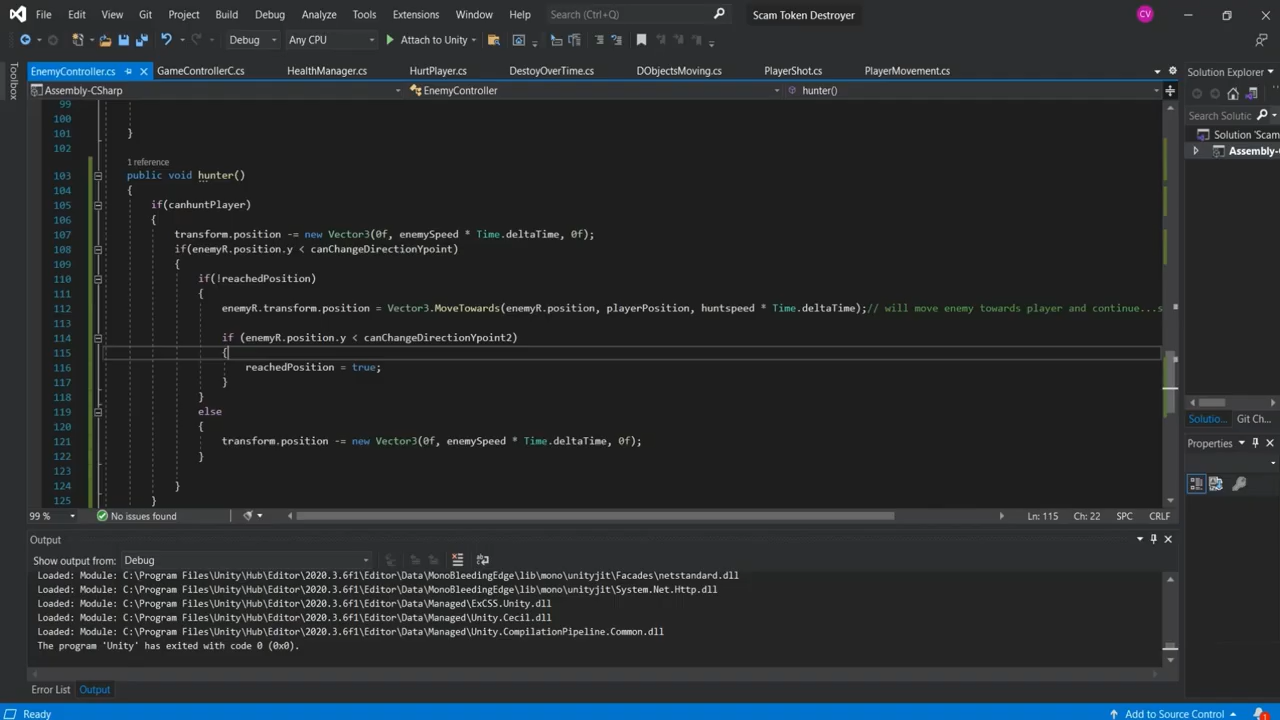 File Edit View Git Project Build Debug Analyze Tools Extensions Window Help Search (Ctrl+Q) Scam Token Destroyer CV
Debug Any CPU Attach to Unity
Toolbox
EnemyController.cs GameControllerC.cs HealthManager.cs HurtPlayer.cs DestoyOverTime.cs DObjectsMoving.cs PlayerShot.cs PlayerMovement.cs
Assembly-CSharp EnemyController hunter()
99
100
101 }
102
1 reference
103 public void hunter()
104 {
105 if(canhuntPlayer)
106 {
107 transform.position -= new Vector3(0f, enemySpeed * Time.deltaTime, 0f);
108 if(enemyR.position.y < canChangeDirectionYpoint)
109 {
110 if(!reachedPosition)
111 {
112 enemyR.transform.position = Vector3.MoveTowards(enemyR.position, playerPosition, huntspeed * Time.deltaTime);// will move enemy towards player and continue...s
113
114 if (enemyR.position.y < canChangeDirectionYpoint2)
115 {
116 reachedPosition = true;
117 }
118 }
119 else
120 {
121 transform.position -= new Vector3(0f, enemySpeed * Time.deltaTime, 0f);
122 }
123
124 }
125 }
99 % No issues found Ln: 115 Ch: 22 SPC CRLF
Output
Show output from: Debug
Loaded: Module: C:\Program Files\Unity\Hub\Editor\2020.3.6f1\Editor\Data\MonoBleedingEdge\lib\mono\unityjit\Facades\netstandard.dll
Loaded: Module: C:\Program Files\Unity\Hub\Editor\2020.3.6f1\Editor\Data\MonoBleedingEdge\lib\mono\unityjit\System.Net.Http.dll
Loaded: Module: C:\Program Files\Unity\Hub\Editor\2020.3.6f1\Editor\Data\Managed\ExCSS.Unity.dll
Loaded: Module: C:\Program Files\Unity\Hub\Editor\2020.3.6f1\Editor\Data\Managed\Unity.Cecil.dll
Loaded: Module: C:\Program Files\Unity\Hub\Editor\2020.3.6f1\Editor\Data\Managed\Unity.CompilationPipeline.Common.dll
The program 'Unity' has exited with code 0 (0x0).
Error List Output
Solution Explorer
Search Solutic
Solution 'Scam
Assembly-C
Solutio... Git Ch...
Properties
Ready Add to Source Control 1